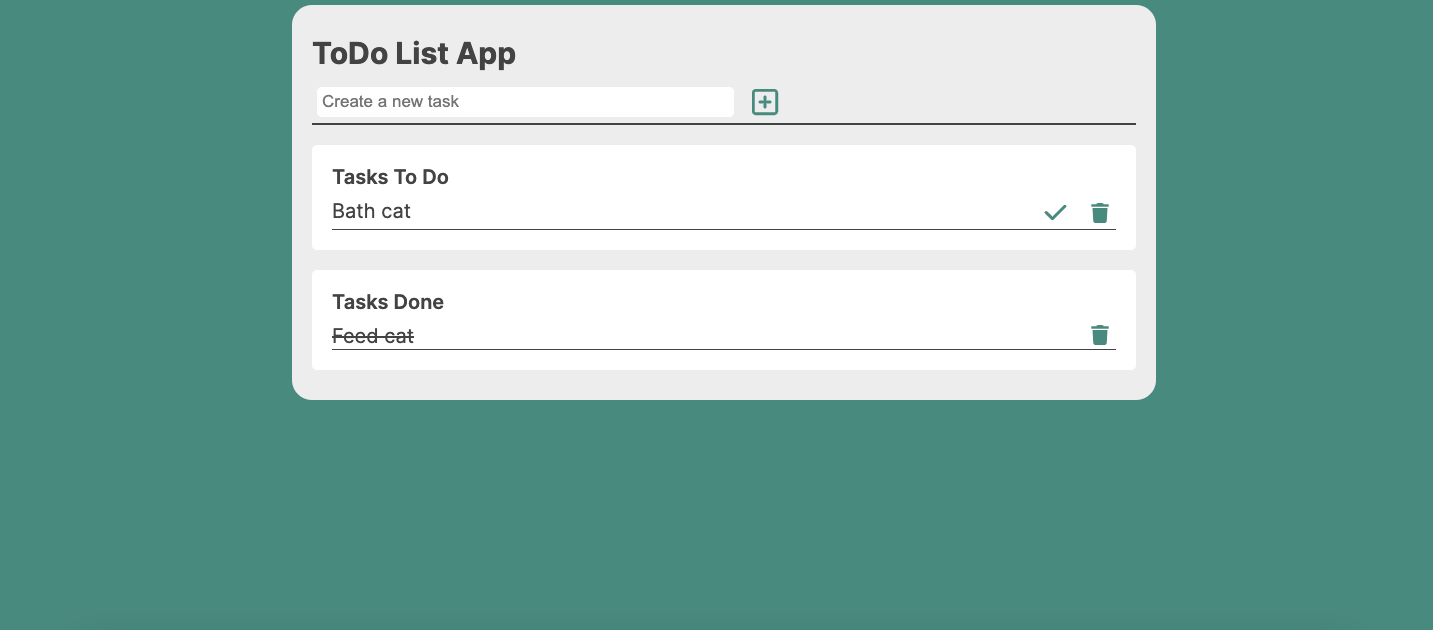 ToDo List App
Create a new task
Tasks To Do
Bath cat
Tasks Done
Feed cat